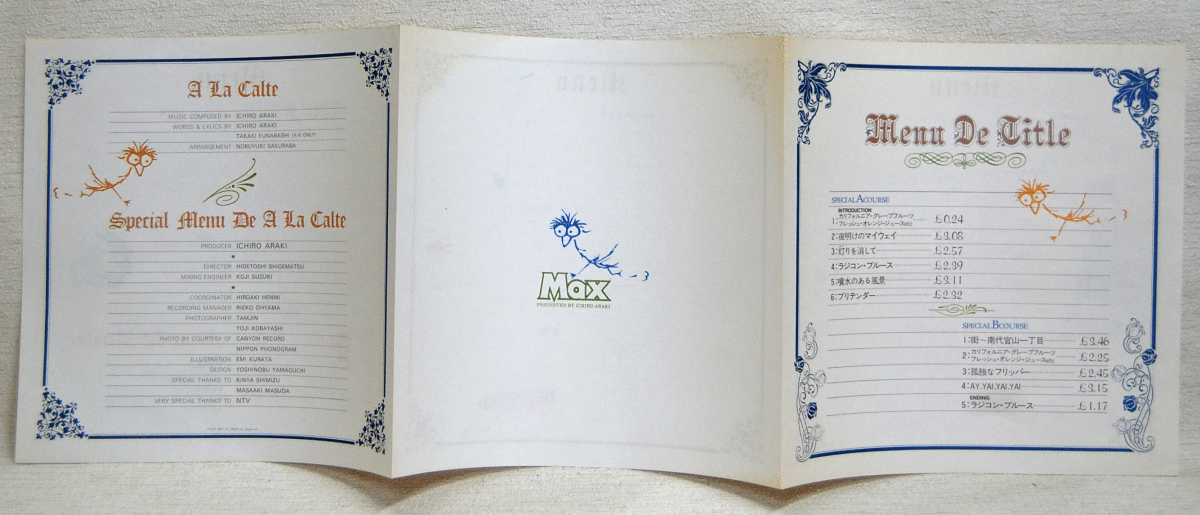 A La Calte
MUSIC COMPOSED BY ICHIRO ARAKI
WORDS & LYLICS BY ICHIRO ARAKI
TAKAKI FUNABASHI (A-6 ONLY)
ARRANGEMENT NOBUYUKI SAKURABA
Special Menu De A La Calte
PRODUCER ICHIRO ARAKI
★
DIRECTOR HIDETOSHI SHIGEMATSU
MIXING ENGINEER KOJI SUZUKI
★
COORDINATOR HIROAKI HENMI
RECORDING MANAGER RIEKO OHYAMA
PHOTOGRAPHER TAMJIN
YOJI KOBAYASHI
PHOTO BY COURTESY OF CANYON RECORD
NIPPON PHONOGRAM
ILLUSTRATION EMI KURATA
DESIGN YOSHINOBU YAMAGUCHI
SPECIAL THANKS TO KINYA SHIMIZU
MASAAKI MASUDA
VERY SPECIAL THANKS TO NTV
Max
PRESENTED BY ICHIRO ARAKI
Menu De Title
SPECIAL A COURSE
INTRODUCTION
1:カリフォルニア・グレープフルーツ
フレッシュ・オレンジ・ジュースetc £0.24
2:夜明けのマイウェイ £3.08
3:灯りを消して £2.57
4:ラジコン・ブルース £2.39
5:噴水のある風景 £3.11
6:プリテンダー £2.32
SPECIAL B COURSE
1:街〜南代官山一丁目 £3.46
2:カリフォルニア・グレープフルーツ
フレッシュ・オレンジ・ジュースetc £2.25
3:孤独なフリッパー £2.45
4:AY,YAI,YAI,YAI £3.15
ENDING
5:ラジコン・ブルース £1.17